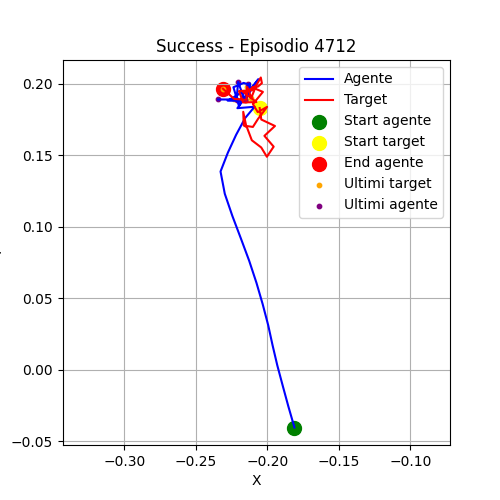 Success - Episodio 4712
Agente
Target
Start agente
Start target
End agente
Ultimi target
Ultimi agente
0.20
0.15
0.10
0.05
0.00
−0.05
−0.30
−0.25
−0.20
−0.15
−0.10
X